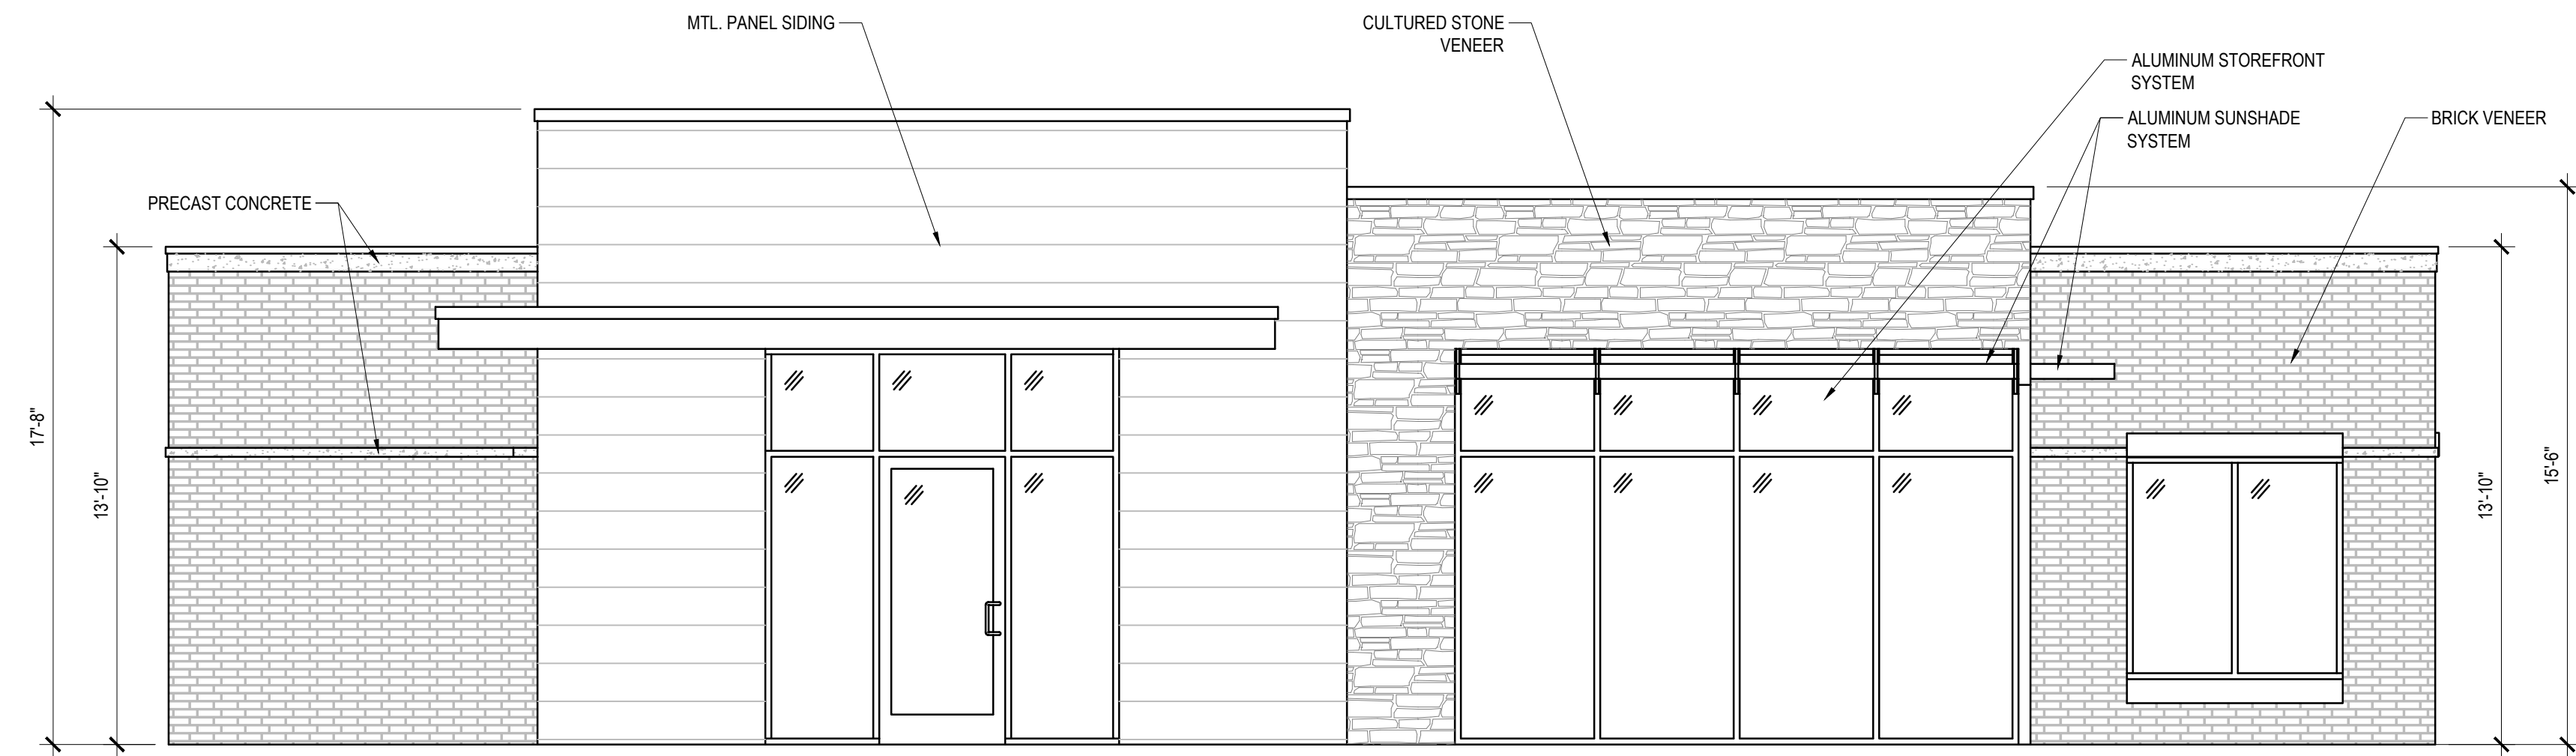 MTL. PANEL SIDING
CULTURED STONE
VENEER
ALUMINUM STOREFRONT
SYSTEM
ALUMINUM SUNSHADE
SYSTEM
BRICK VENEER
PRECAST CONCRETE
17'-8"
13'-10"
13'-10"
15'-6"